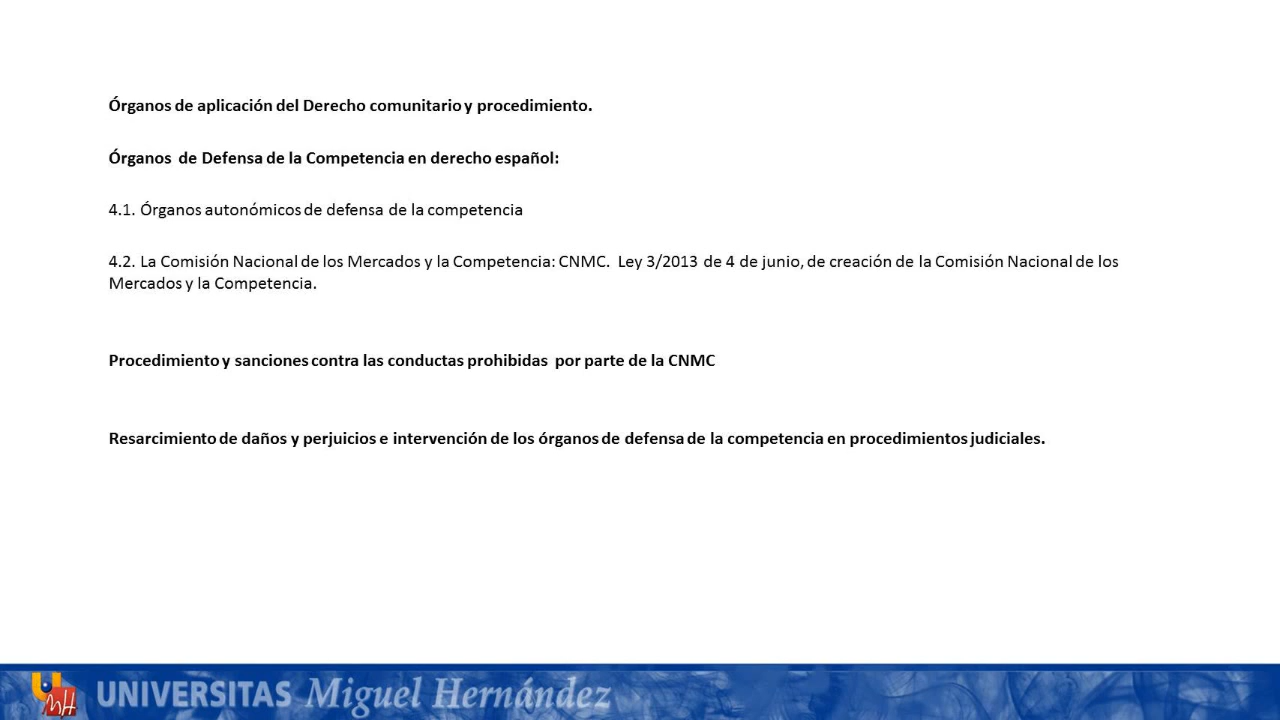 Órganos de aplicación del Derecho comunitario y procedimiento.
Órganos de Defensa de la Competencia en derecho español:
4.1. Órganos autonómicos de defensa de la competencia
4.2. La Comisión Nacional de los Mercados y la Competencia: CNMC. Ley 3/2013 de 4 de junio, de creación de la Comisión Nacional de los
Mercados y la Competencia.
Procedimiento y sanciones contra las conductas prohibidas por parte de la CNMC
Resarcimiento de daños y perjuicios e intervención de los órganos de defensa de la competencia en procedimientos judiciales.
UNIVERSITAS Miguel Hernández